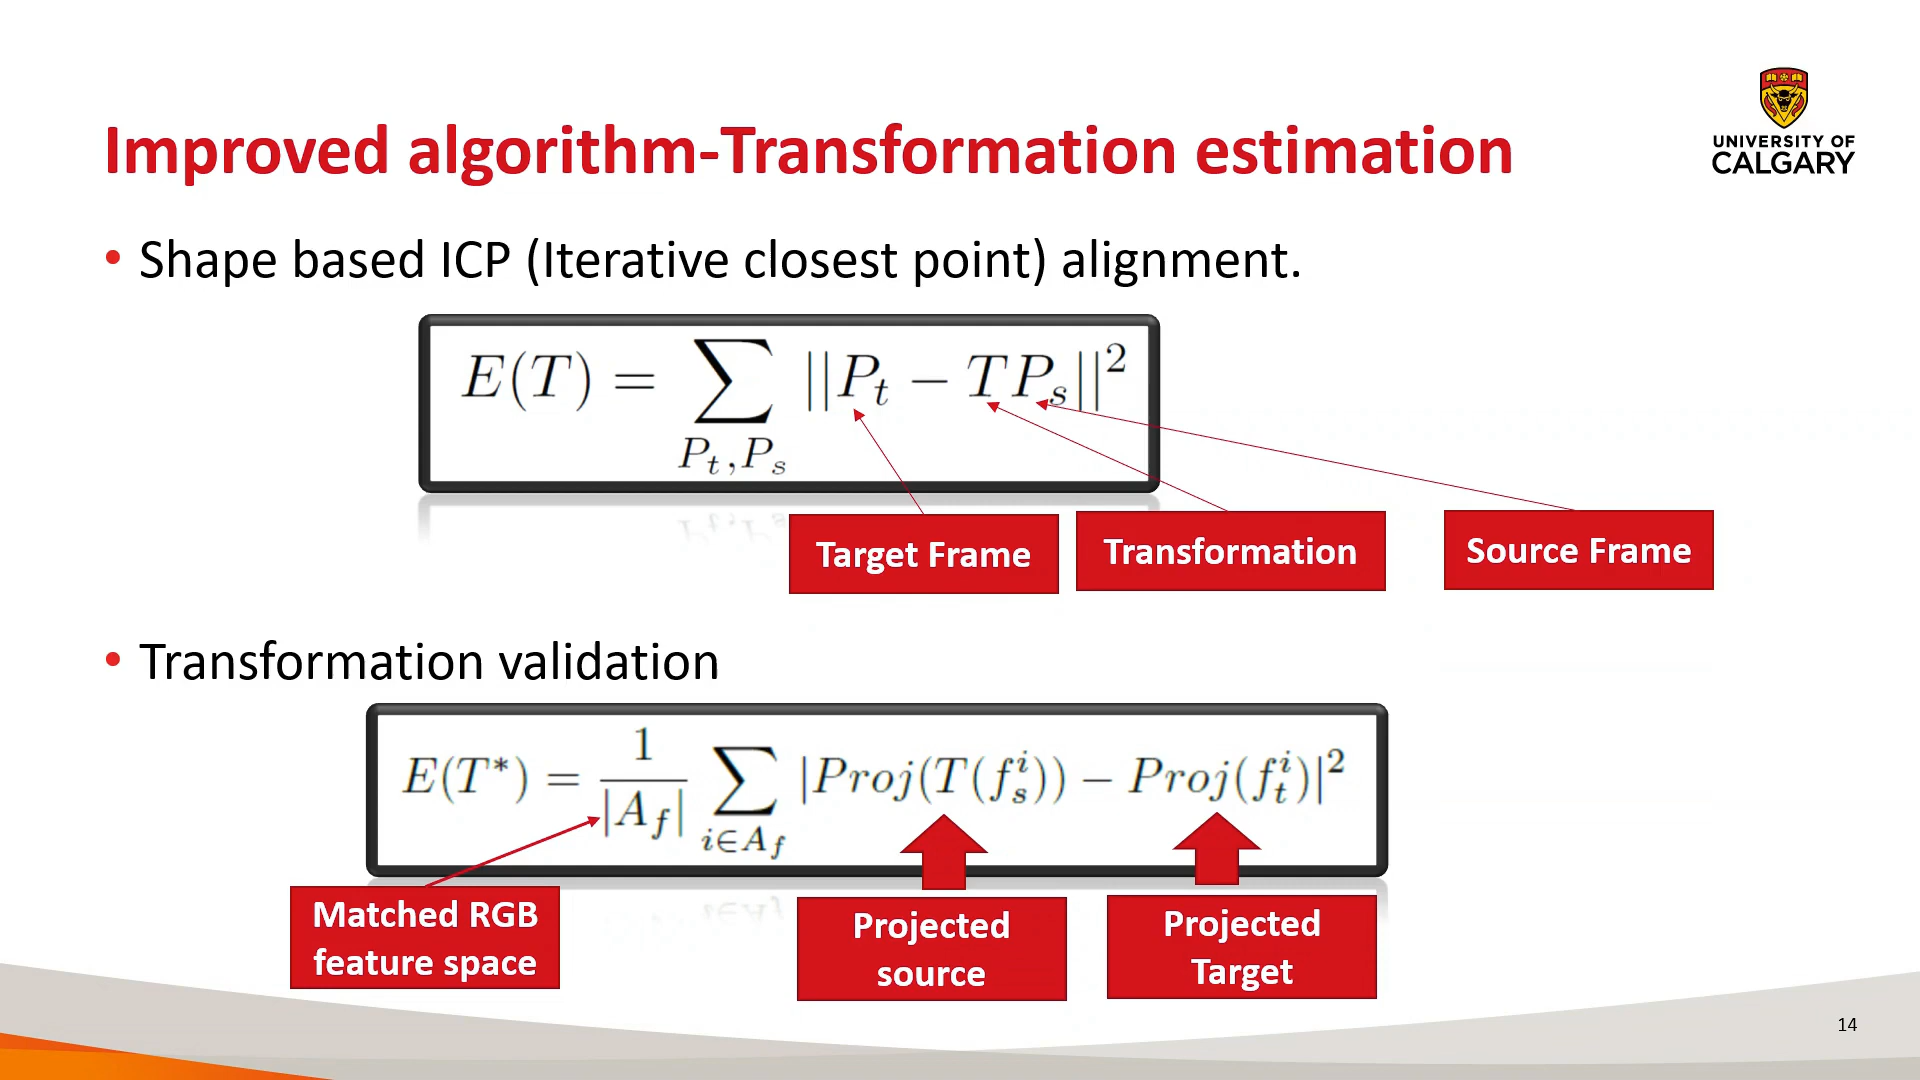 UNIVERSITY OF
CALGARY
Improved algorithm-Transformation estimation
• Shape based ICP (Iterative closest point) alignment.
E(T) = ∑_{P_t,P_s} ||P_t − TP_s||²
Target Frame
Transformation
Source Frame
• Transformation validation
E(T*) = 1/|A_f| ∑_{i∈A_f} |Proj(T(f_s^i)) − Proj(f_t^i)|²
Matched RGB
feature space
Projected
source
Projected
Target
14